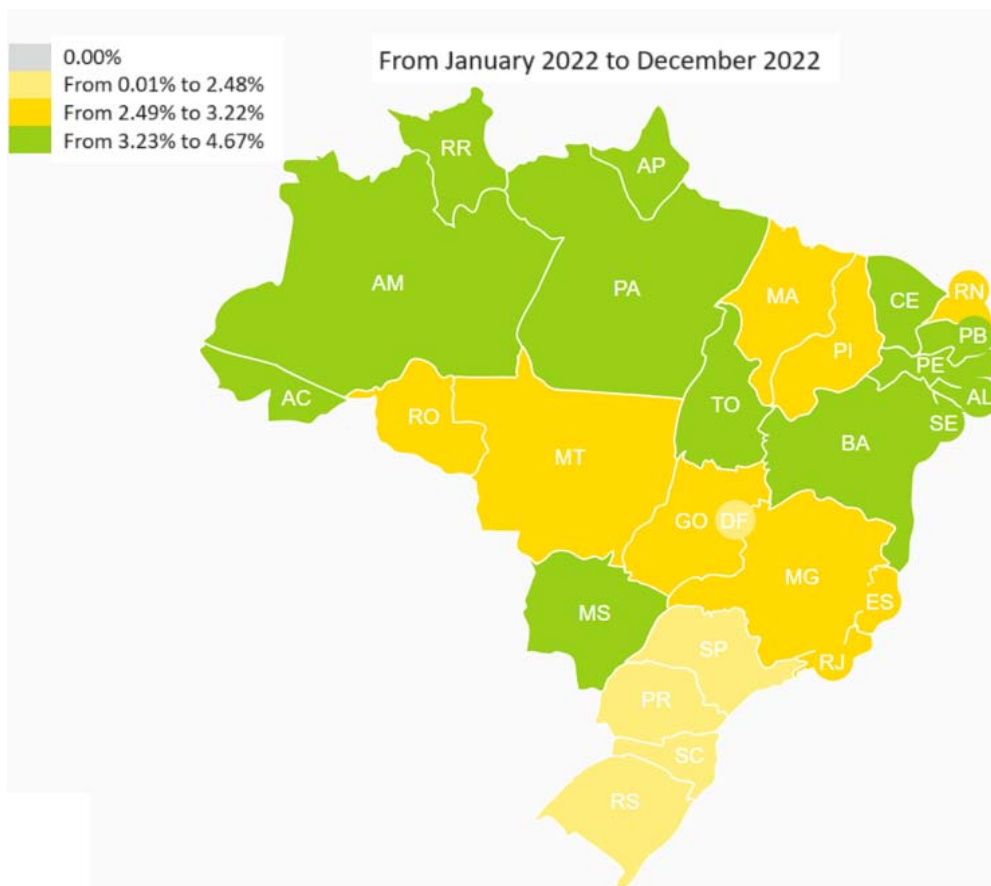 0.00%
From 0.01% to 2.48%
From 2.49% to 3.22%
From 3.23% to 4.67%
From January 2022 to December 2022
RR
AP
AM
PA
MA
CE
RN
PB
PI
PE
AL
AC
RO
TO
SE
MT
BA
GO
DF
MG
ES
MS
SP
RJ
PR
SC
RS